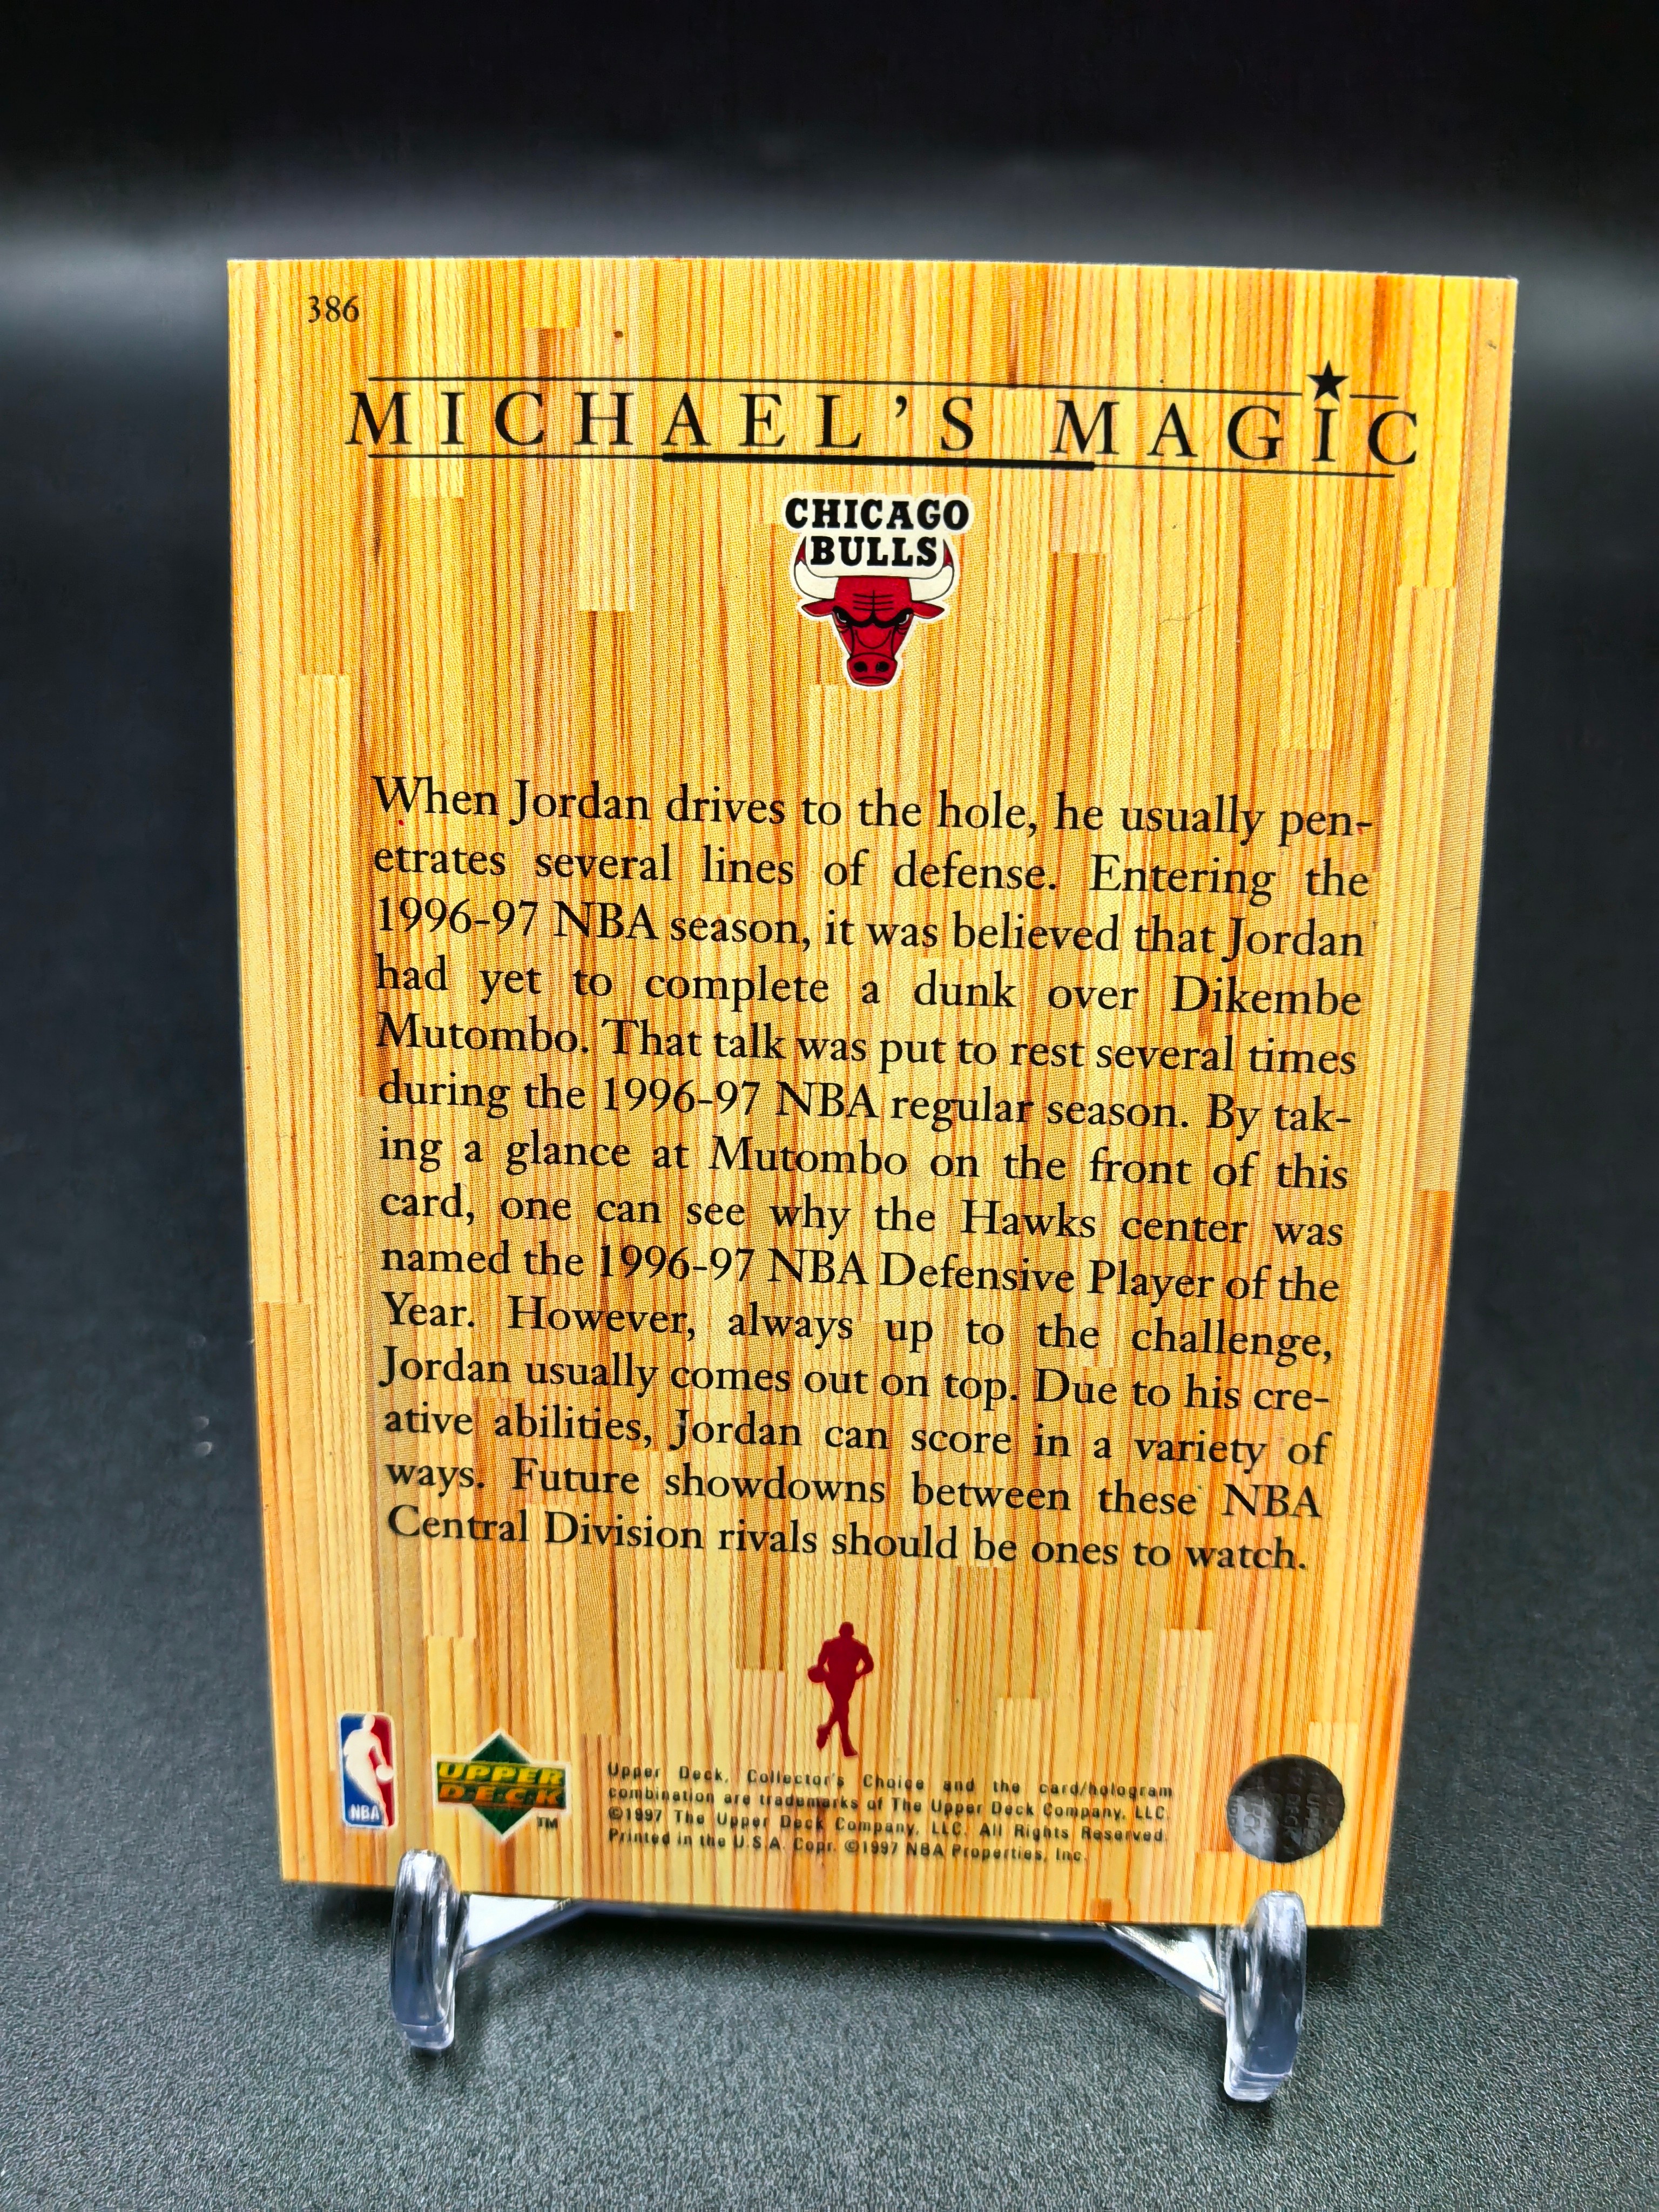 386
MICHAEL'S MAGIC
CHICAGO
BULLS
When Jordan drives to the hole, he usually pen-
etrates several lines of defense. Entering the
1996-97 NBA season, it was believed that Jordan
had yet to complete a dunk over Dikembe
Mutombo. That talk was put to rest several times
during the 1996-97 NBA regular season. By tak-
ing a glance at Mutombo on the front of this
card, one can see why the Hawks center was
named the 1996-97 NBA Defensive Player of the
Year. However, always up to the challenge,
Jordan usually comes out on top. Due to his cre-
ative abilities, Jordan can score in a variety of
ways. Future showdowns between these NBA
Central Division rivals should be ones to watch.
NBA
UPPER
D·E·C·K
TM
Upper Deck, Collector's Choice and the card/hologram
combination are trademarks of The Upper Deck Company, LLC.
©1997 The Upper Deck Company, LLC. All Rights Reserved.
Printed in the U.S.A. Copr. ©1997 NBA Properties, Inc.